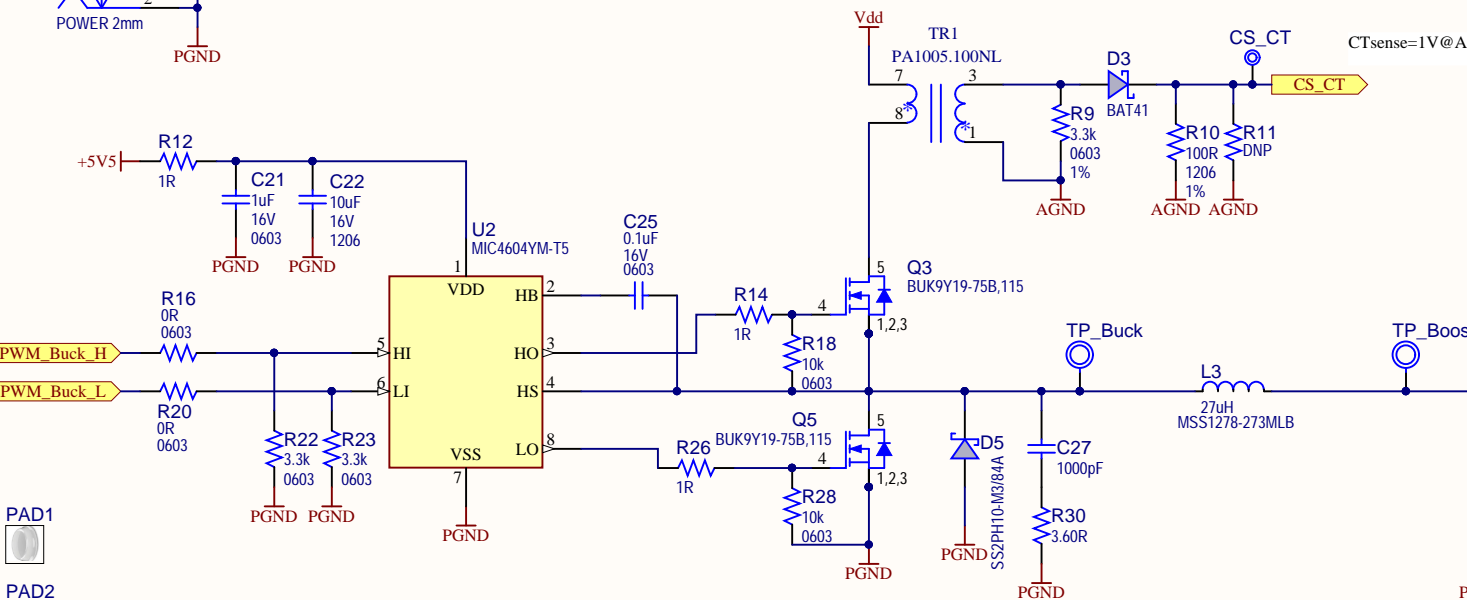 2
POWER 2mm
PGND
Vdd
TR1
PA1005.100NL
7
8
3
1
*
*
D3
BAT41
CS_CT
CTsense=1V@A
CS_CT
R9
3.3k
0603
1%
AGND
R10
100R
1206
1%
AGND
R11
DNP
AGND
+5V5
R12
1R
C21
1uF
16V
0603
PGND
C22
10uF
16V
1206
PGND
U2
MIC4604YM-T5
1
VDD
HB
2
HO
3
HS
4
LO
8
5
HI
6
LI
VSS
7
PGND
C25
0.1uF
16V
0603
R16
0R
0603
PWM_Buck_H
PWM_Buck_L
R20
0R
0603
R22
3.3k
0603
PGND
R23
3.3k
0603
PGND
R14
1R
4
R18
10k
0603
5
Q3
BUK9Y19-75B,115
1,2,3
Q5
BUK9Y19-75B,115
5
4
1,2,3
R26
1R
R28
10k
0603
PGND
D5
SS2PH10-M3/84A
PGND
C27
1000pF
R30
3.60R
PGND
TP_Buck
L3
27uH
MSS1278-273MLB
TP_Boos
PAD1
PAD2
P